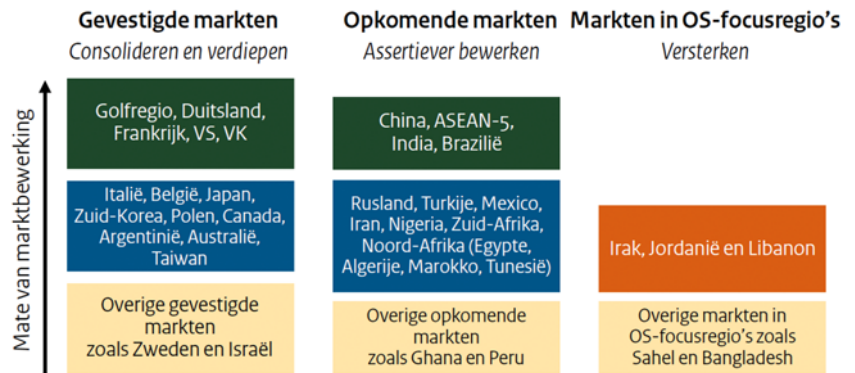 Gevestigde markten
Consolideren en verdiepen
Opkomende markten
Assertiever bewerken
Markten in OS-focusregio's
Versterken
Mate van marktbewerking
Golfregio, Duitsland,
Frankrijk, VS, VK
Italië, België, Japan,
Zuid-Korea, Polen, Canada,
Argentinië, Australië,
Taiwan
Overige gevestigde
markten
zoals Zweden en Israël
China, ASEAN-5,
India, Brazilië
Rusland, Turkije, Mexico,
Iran, Nigeria, Zuid-Afrika,
Noord-Afrika (Egypte,
Algerije, Marokko, Tunesië)
Overige opkomende
markten
zoals Ghana en Peru
Irak, Jordanië en Libanon
Overige markten in
OS-focusregio's zoals
Sahel en Bangladesh